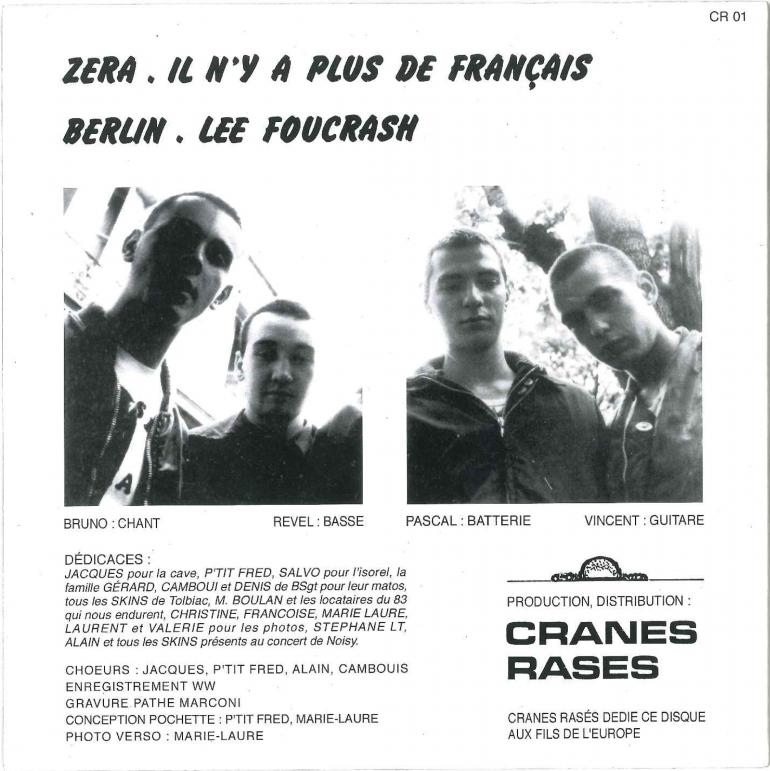 CR 01
ZERA . IL N'Y A PLUS DE FRANÇAIS
BERLIN . LEE FOUCRASH
S
A
BRUNO : CHANT
REVEL : BASSE
PASCAL : BATTERIE
VINCENT : GUITARE
DÉDICACES :
JACQUES pour la cave, P'TIT FRED, SALVO pour l'isorel, la
famille GÉRARD, CAMBOUI et DENIS de BSgt pour leur matos,
tous les SKINS de Tolbiac, M. BOULAN et les locataires du 83
qui nous endurent, CHRISTINE, FRANCOISE, MARIE LAURE,
LAURENT et VALERIE pour les photos, STEPHANE LT,
ALAIN et tous les SKINS présents au concert de Noisy.
CHOEURS : JACQUES, P'TIT FRED, ALAIN, CAMBOUIS
ENREGISTREMENT WW
GRAVURE PATHE MARCONI
CONCEPTION POCHETTE : P'TIT FRED, MARIE-LAURE
PHOTO VERSO : MARIE-LAURE
PRODUCTION, DISTRIBUTION :
CRANES
RASES
CRANES RASÉS DEDIE CE DISQUE
AUX FILS DE L'EUROPE